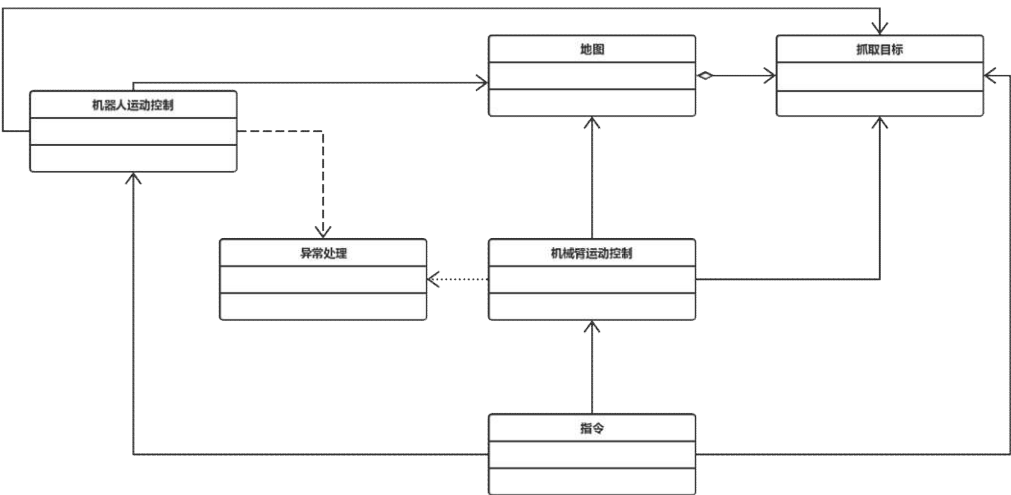 地图
抓取目标
机器人运动控制
异常处理
机械臂运动控制
指令